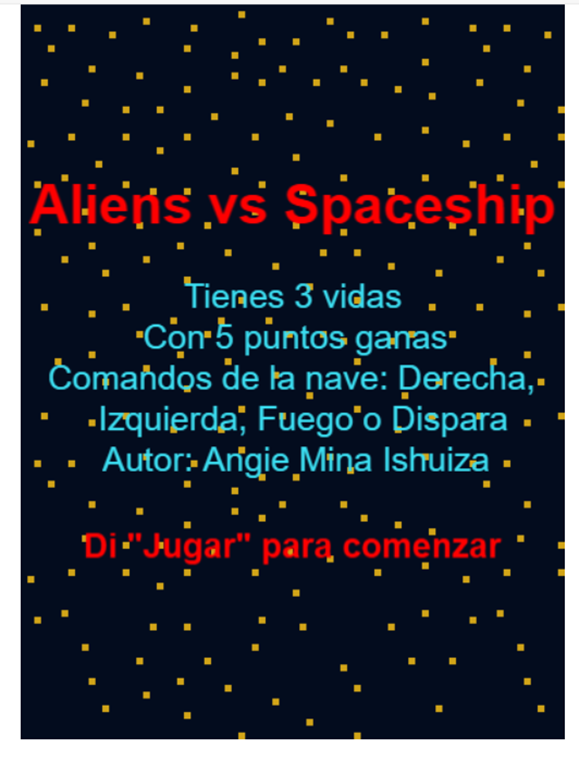 Aliens vs Spaceship
Tienes 3 vidas
Con 5 puntos ganas
Comandos de la nave: Derecha,
Izquierda, Fuego o Dispara
Autor: Angie Mina Ishuiza
Di "Jugar" para comenzar